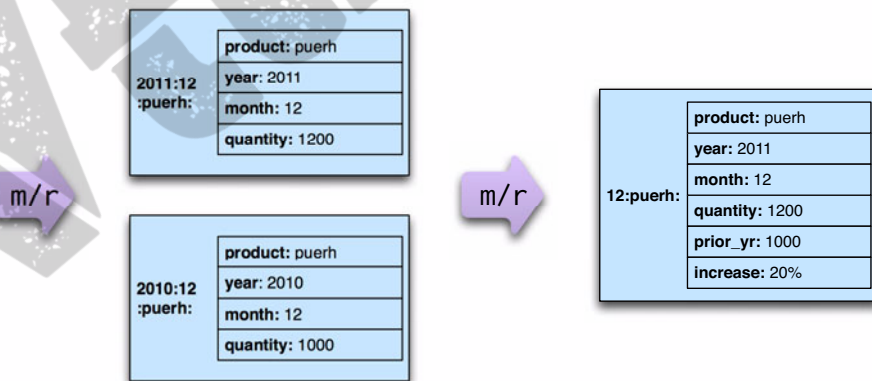 m/r
2011:12
:puerh:
product: puerh
year: 2011
month: 12
quantity: 1200
2010:12
:puerh:
product: puerh
year: 2010
month: 12
quantity: 1000
m/r
12:puerh:
product: puerh
year: 2011
month: 12
quantity: 1200
prior_yr: 1000
increase: 20%